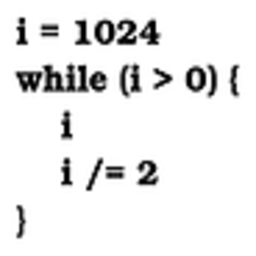 i = 1024
while (i > 0) {
i
i /= 2
}